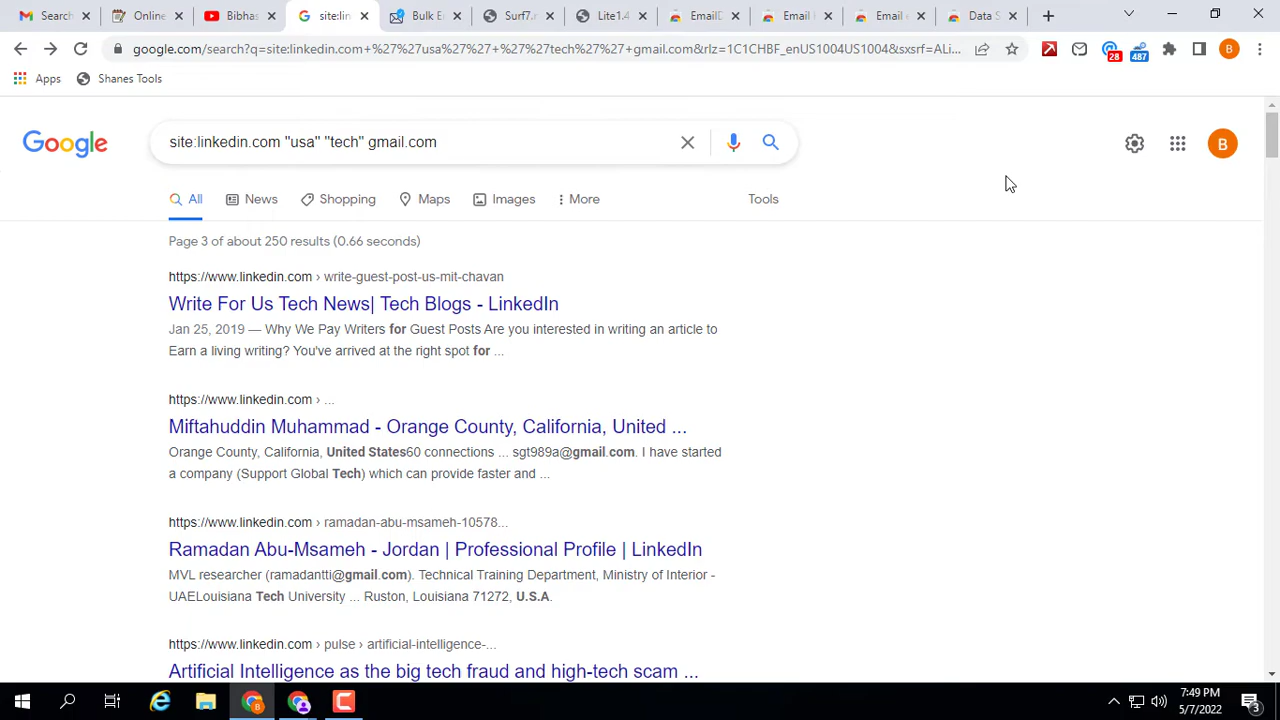 Search
Online
Bibhas
site:lin
Bulk E
Surf7.
Lite1.4
EmailD
Email
Email
Data S
google.com/search?q=site:linkedin.com+%27%27usa%27%27+%27%27tech%27%27+gmail.com&rlz=1C1CHBF_enUS1004US1004&sxsrf=ALi...
28
487
B
Apps
Shanes Tools
Google
site:linkedin.com "usa" "tech" gmail.com
B
All
News
Shopping
Maps
Images
More
Tools
Page 3 of about 250 results (0.66 seconds)
https://www.linkedin.com › write-guest-post-us-mit-chavan
Write For Us Tech News| Tech Blogs - LinkedIn
Jan 25, 2019 — Why We Pay Writers for Guest Posts Are you interested in writing an article to
Earn a living writing? You've arrived at the right spot for ...
https://www.linkedin.com › ...
Miftahuddin Muhammad - Orange County, California, United ...
Orange County, California, United States60 connections ... sgt989a@gmail.com. I have started
a company (Support Global Tech) which can provide faster and ...
https://www.linkedin.com › ramadan-abu-msameh-10578...
Ramadan Abu-Msameh - Jordan | Professional Profile | LinkedIn
MVL researcher (ramadantti@gmail.com). Technical Training Department, Ministry of Interior -
UAELouisiana Tech University ... Ruston, Louisiana 71272, U.S.A.
https://www.linkedin.com › pulse › artificial-intelligence-...
Artificial Intelligence as the big tech fraud and high-tech scam ...
7:49 PM
5/7/2022
3